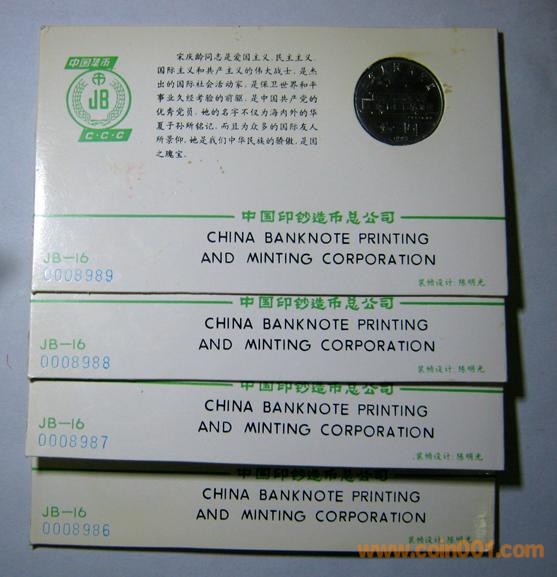 中国集币
JB
C·C·C
宋庆龄同志是爱国主义、民主主义、
国际主义和共产主义的伟大战士,是杰
出的国际社会活动家,是保卫世界和平
事业久经考验的前驱,是中国共产党的
优秀党员。她的名字不仅为海内外的华
夏子孙所铭记,而且为众多的国际友人
所景仰。她是我们中华民族的骄傲,是国
之瑰宝。
中国印钞造币总公司
CHINA BANKNOTE PRINTING
AND MINTING CORPORATION
JB-16
0008989
装帧设计:陈明光
中国印钞造币总公司
CHINA BANKNOTE PRINTING
AND MINTING CORPORATION
JB-16
0008988
装帧设计:陈明光
中国印钞造币总公司
CHINA BANKNOTE PRINTING
AND MINTING CORPORATION
JB-16
0008987
装帧设计:陈明光
中国印钞造币总公司
CHINA BANKNOTE PRINTING
AND MINTING CORPORATION
JB-16
0008986
装帧设计:陈明光
www.coin001.com